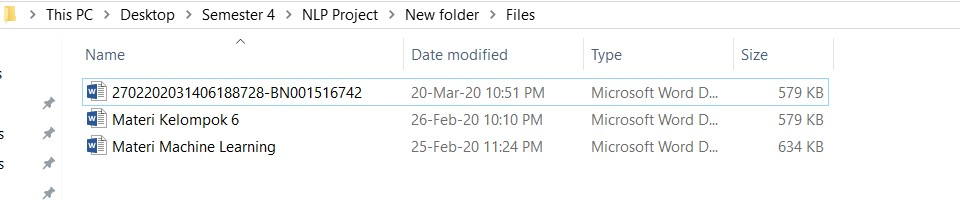 This PC > Desktop > Semester 4 > NLP Project > New folder > Files
Name Date modified Type Size
2702202031406188728-BN001516742 20-Mar-20 10:51 PM Microsoft Word D... 579 KB
Materi Kelompok 6 26-Feb-20 10:10 PM Microsoft Word D... 579 KB
Materi Machine Learning 25-Feb-20 11:24 PM Microsoft Word D... 634 KB